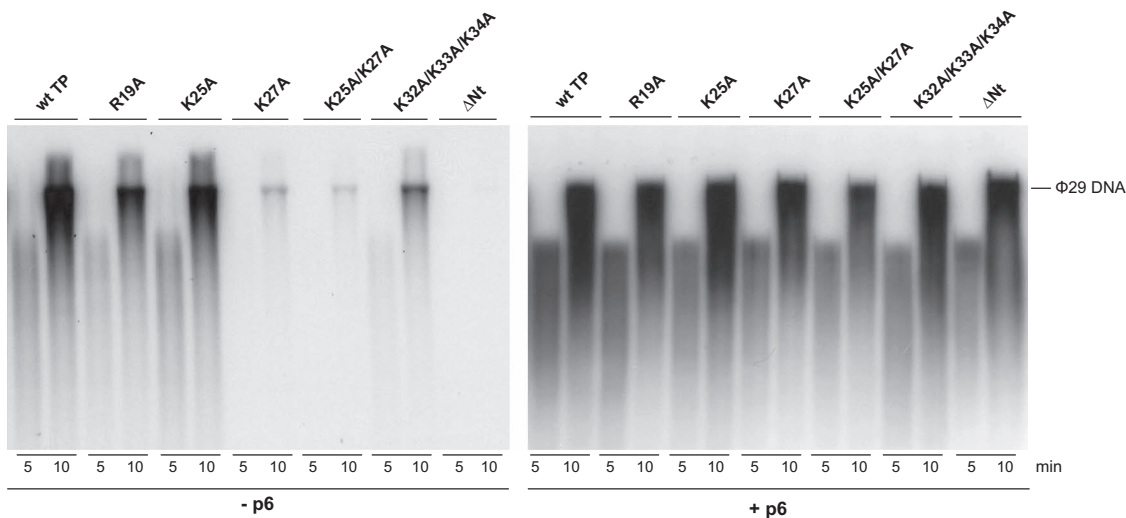 wt TP R19A K25A K27A K25A/K27A K32A/K33A/K34A ΔNt
wt TP R19A K25A K27A K25A/K27A K32A/K33A/K34A ΔNt
Φ29 DNA
5 10 5 10 5 10 5 10 5 10 5 10 5 10
5 10 5 10 5 10 5 10 5 10 5 10 5 10 min
- p6
+ p6